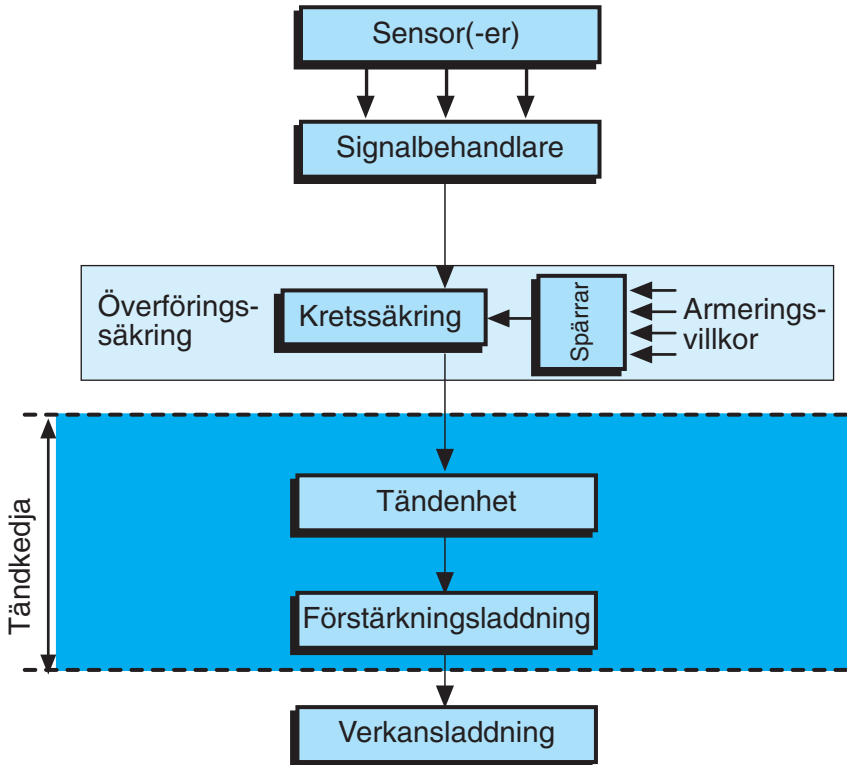 Sensor(-er)
Signalbehandlare
Överförings-
säkring
Kretssäkring
Spärrar
Armerings-
villkor
Tändkedja
Tändenhet
Förstärkningsladdning
Verkansladdning